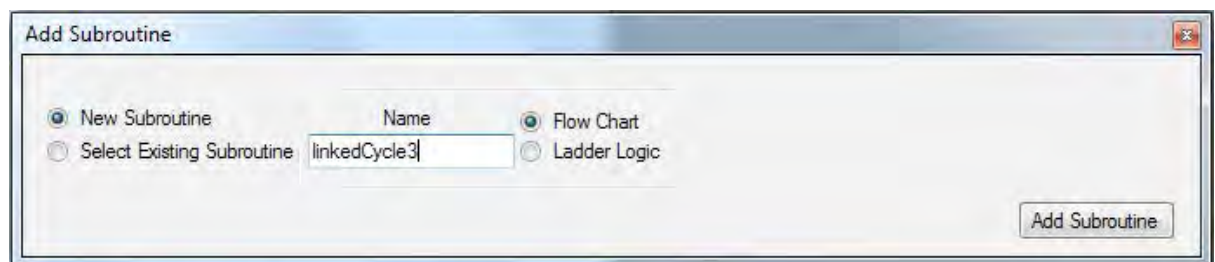 Add Subroutine
New Subroutine
Name
Flow Chart
Select Existing Subroutine
linkedCycle3
Ladder Logic
Add Subroutine